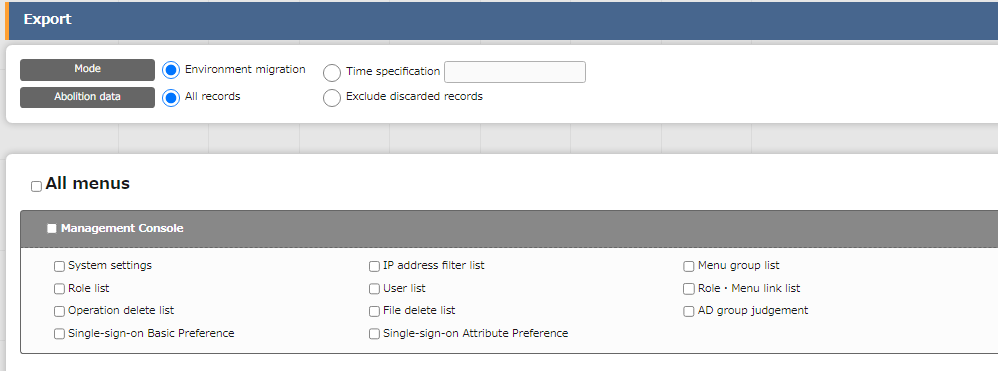 Export
Mode Environment migration Time specification
Abolition data All records Exclude discarded records
All menus
Management Console
System settings IP address filter list Menu group list
Role list User list Role・Menu link list
Operation delete list File delete list AD group judgement
Single-sign-on Basic Preference Single-sign-on Attribute Preference